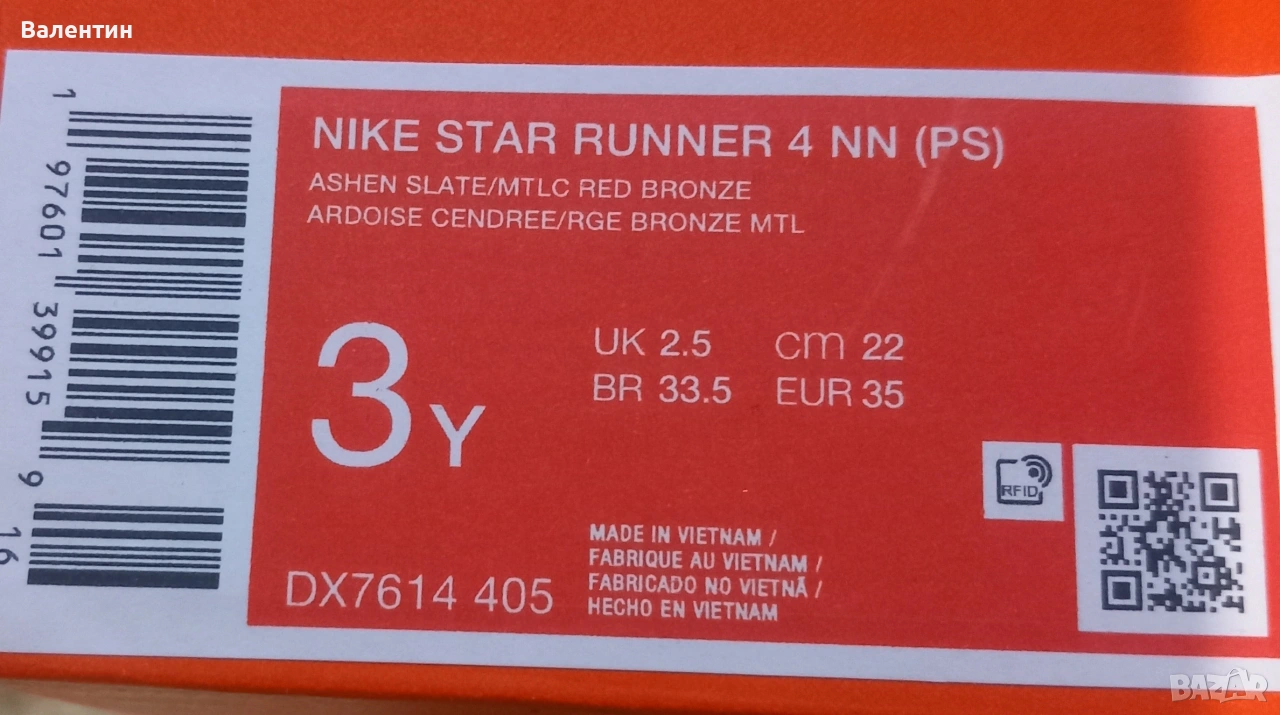 Валентин
NIKE STAR RUNNER 4 NN (PS)
ASHEN SLATE/MTLC RED BRONZE
ARDOISE CENDREE/RGE BRONZE MTL
3Y
UK 2.5 cm 22
BR 33.5 EUR 35
RFID
MADE IN VIETNAM /
FABRIQUE AU VIETNAM /
FABRICADO NO VIETNÃ /
HECHO EN VIETNAM
DX7614 405
1 97601 39915 9 16
BAZAR